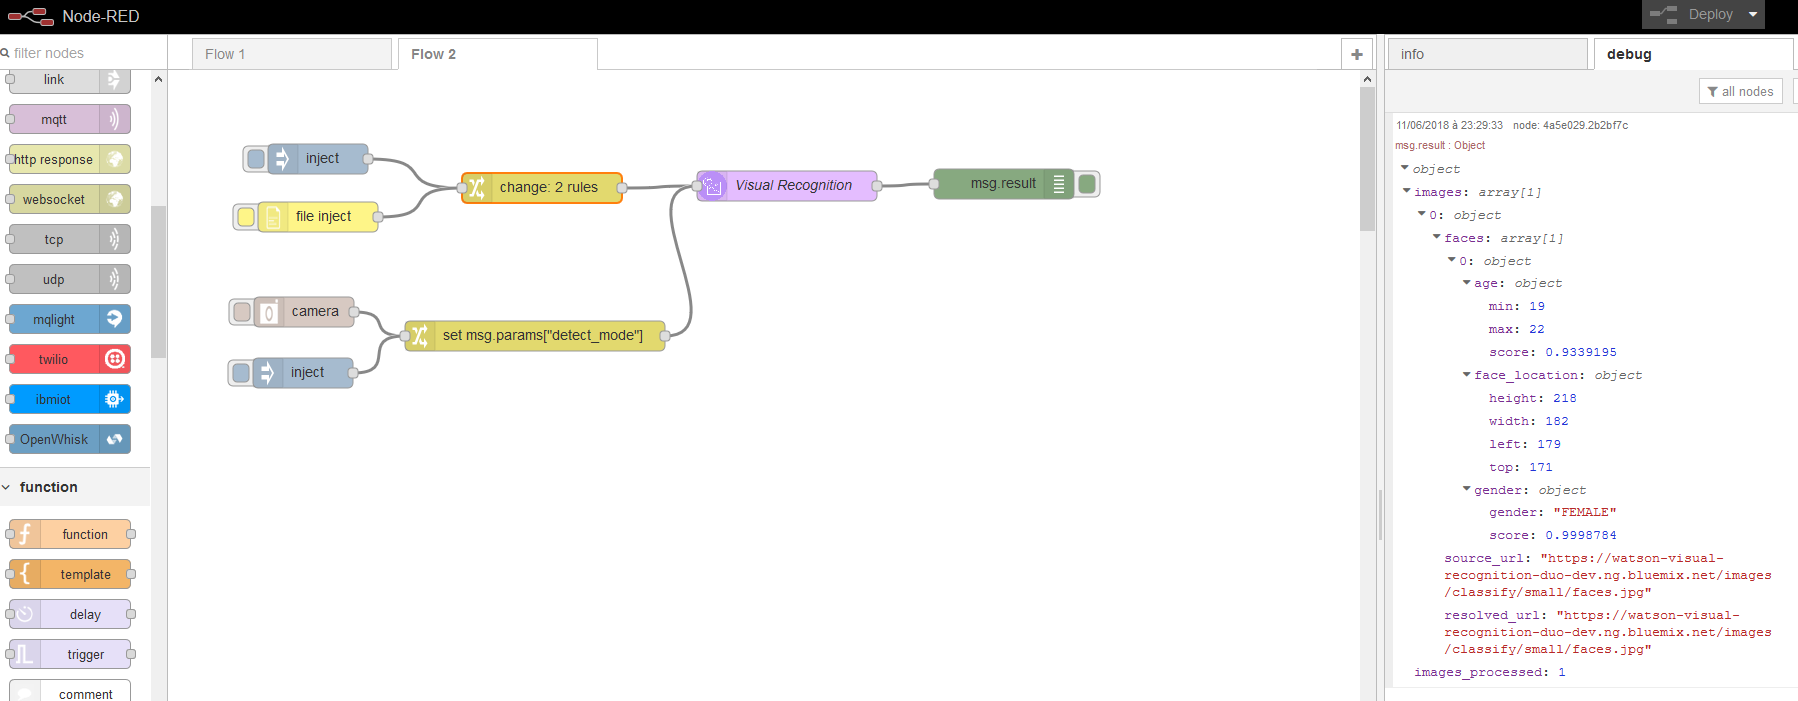 Node-RED
Deploy
filter nodes
link
mqtt
http response
websocket
tcp
udp
mqlight
twilio
ibmiot
OpenWhisk
function
function
template
delay
trigger
comment
Flow 1
Flow 2
+
inject
file inject
change: 2 rules
Visual Recognition
msg.result
camera
set msg.params["detect_mode"]
inject
info
debug
all nodes
11/06/2018 à 23:29:33 node: 4a5e029.2b2bf7c
msg.result : Object
object
images: array[1]
0: object
faces: array[1]
0: object
age: object
min: 19
max: 22
score: 0.9339195
face_location: object
height: 218
width: 182
left: 179
top: 171
gender: object
gender: "FEMALE"
score: 0.9998784
source_url: "https://watson-visual-
recognition-duo-dev.ng.bluemix.net/images
/classify/small/faces.jpg"
resolved_url: "https://watson-visual-
recognition-duo-dev.ng.bluemix.net/images
/classify/small/faces.jpg"
images_processed: 1